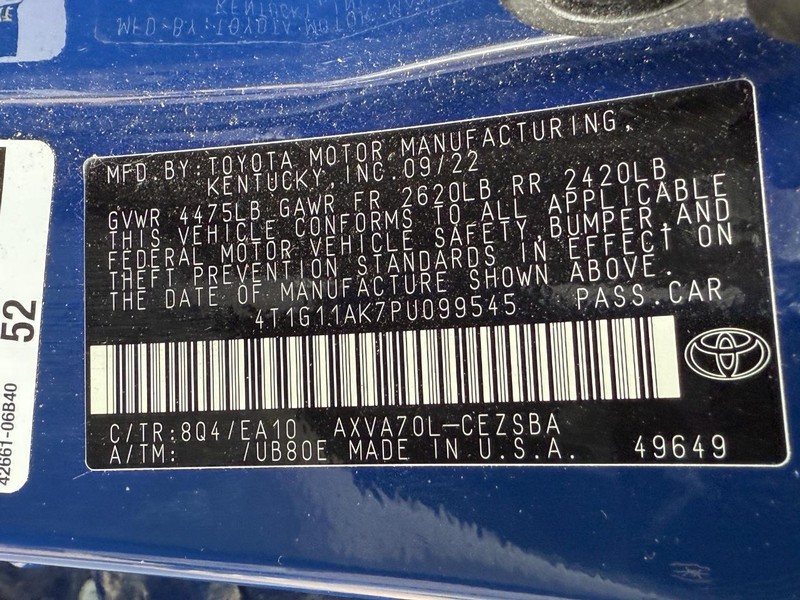 MFD.BY:TOYOTA MOTOR MANUFACTURING,
KENTUCKY,INC.09/22
GVWR 4475LB GAWR FR 2620LB RR 2420LB
THIS VEHICLE CONFORMS TO ALL APPLICABLE
FEDERAL MOTOR VEHICLE SAFETY,BUMPER,AND
THEFT PREVENTION STANDARDS IN EFFECT ON
THE DATE OF MANUFACTURE SHOWN ABOVE.
4T1G11AK7PU099545 PASS.CAR
C/TR:8Q4/EA10 AXVA70L-CEZSBA
A/TM: /UB80E MADE IN U.S.A. 49649
52
42661-06B40